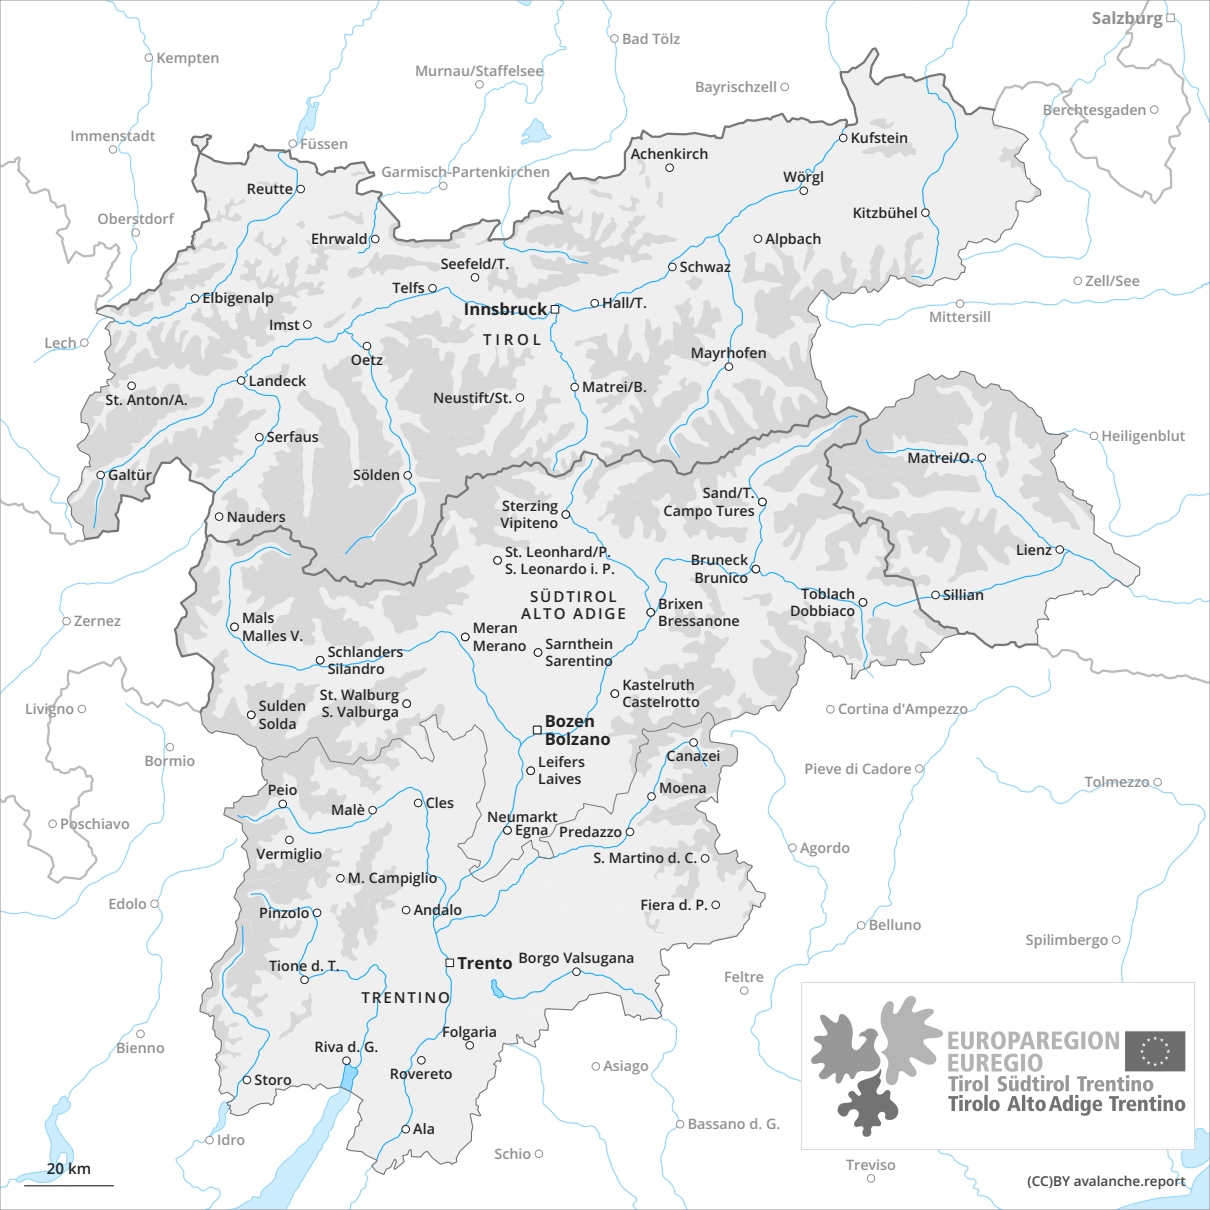 Salzburg
Bad Tölz
Kempten
Murnau/Staffelsee
Bayrischzell
Berchtesgaden
Immenstadt
Füssen
Kufstein
Achenkirch
Garmisch-Partenkirchen
Wörgl
Reutte
Oberstdorf
Kitzbühel
Ehrwald
Alpbach
Seefeld/T.
Schwaz
Zell/See
Telfs
Elbigenalp
Hall/T.
Innsbruck
Mittersill
Imst
TIROL
Lech
Oetz
Mayrhofen
Landeck
Matrei/B.
St. Anton/A.
Neustift/St.
Serfaus
Heiligenblut
Matrei/O.
Galtür
Sölden
Sand/T.
Campo Tures
Sterzing
Vipiteno
Nauders
St. Leonhard/P.
S. Leonardo i. P.
Lienz
Bruneck
Brunico
SÜDTIROL
ALTO ADIGE
Toblach
Dobbiaco
Sillian
Brixen
Bressanone
Zernez
Mals
Malles V.
Meran
Merano
Sarnthein
Sarentino
Schlanders
Silandro
Kastelruth
Castelrotto
St. Walburg
S. Valburga
Sulden
Solda
Livigno
Cortina d'Ampezzo
Bozen
Bolzano
Bormio
Canazei
Leifers
Laives
Pieve di Cadore
Tolmezzo
Peio
Moena
Malè
Cles
Neumarkt
Egna
Predazzo
Poschiavo
Vermiglio
S. Martino d. C.
Agordo
M. Campiglio
Edolo
Pinzolo
Andalo
Fiera d. P.
Belluno
Spilimbergo
Trento
Borgo Valsugana
Tione d. T.
Feltre
TRENTINO
Folgaria
Bienno
Riva d. G.
Rovereto
Asiago
Storo
EUROPAREGION
EUREGIO
Tirol Südtirol Trentino
Tirolo Alto Adige Trentino
Ala
Bassano d. G.
Idro
Schio
Treviso
20 km
(CC)BY avalanche.report